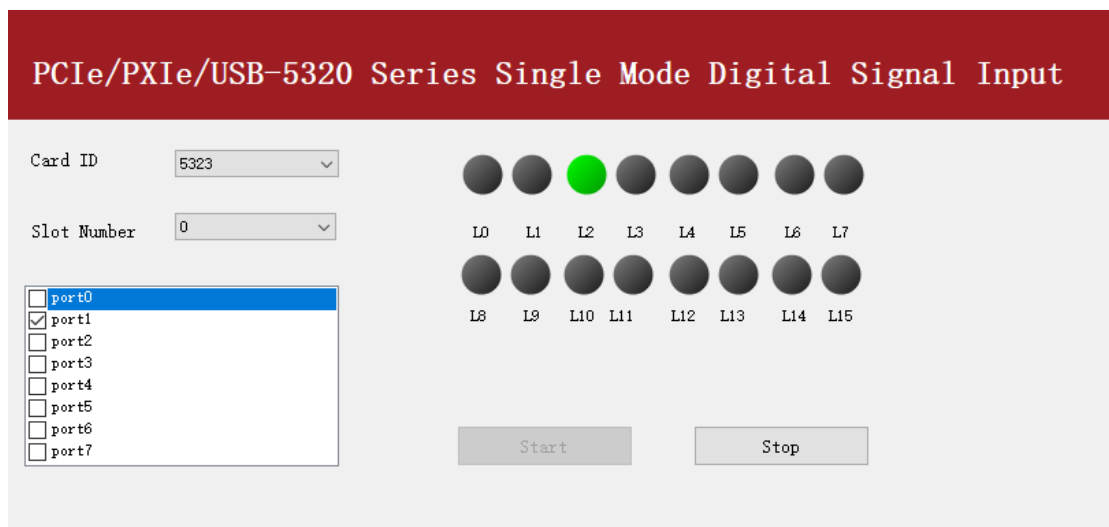 PCIe/PXIe/USB-5320 Series Single Mode Digital Signal Input
Card ID
5323
Slot Number
0
port0
port1
port2
port3
port4
port5
port6
port7
L0 L1 L2 L3 L4 L5 L6 L7
L8 L9 L10 L11 L12 L13 L14 L15
Start
Stop